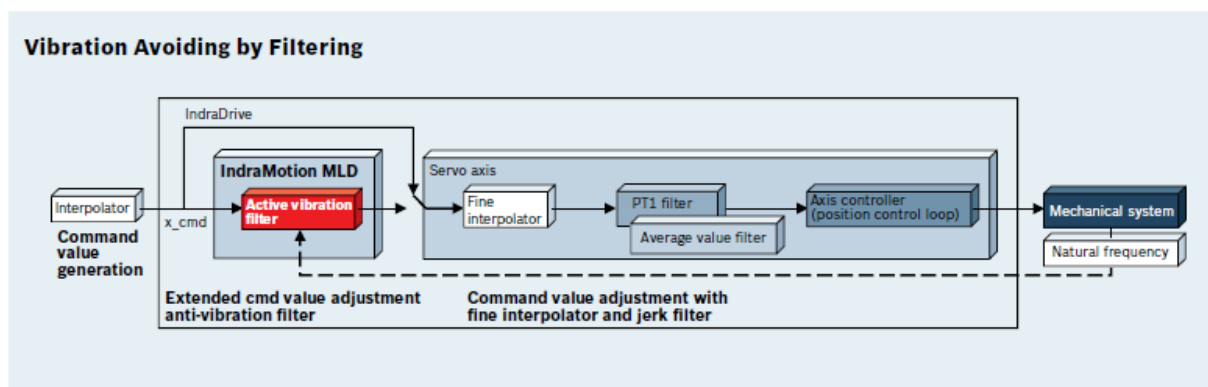 Vibration Avoiding by Filtering
IndraDrive
IndraMotion MLD
Servo axis
Interpolator
x_cmd
Active vibration
filter
Fine
interpolator
PT1 filter
Average value filter
Axis controller
(position control loop)
Mechanical system
Natural frequency
Command
value
generation
Extended cmd value adjustment
anti-vibration filter
Command value adjustment with
fine interpolator and jerk filter